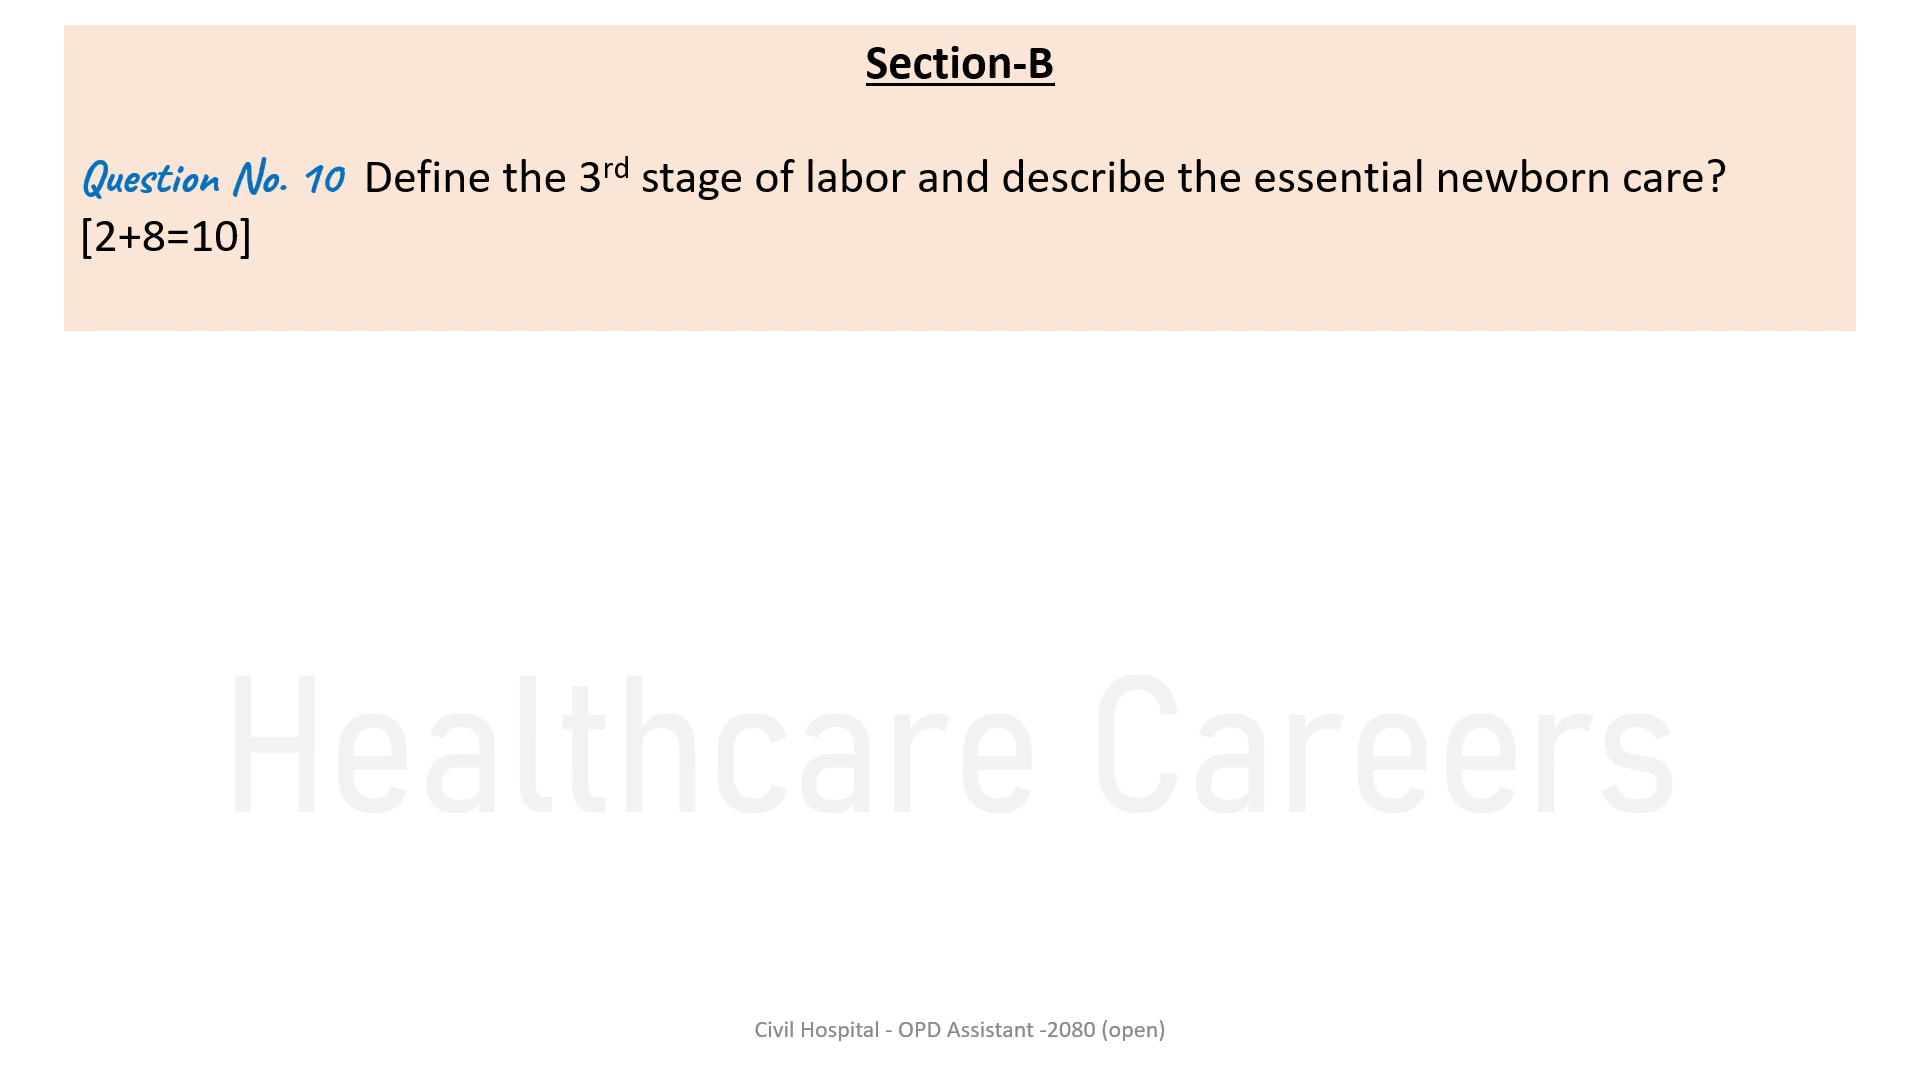 Section-B
Question No. 10 Define the 3rd stage of labor and describe the essential newborn care?
[2+8=10]
Healthcare Careers
Civil Hospital - OPD Assistant -2080 (open)